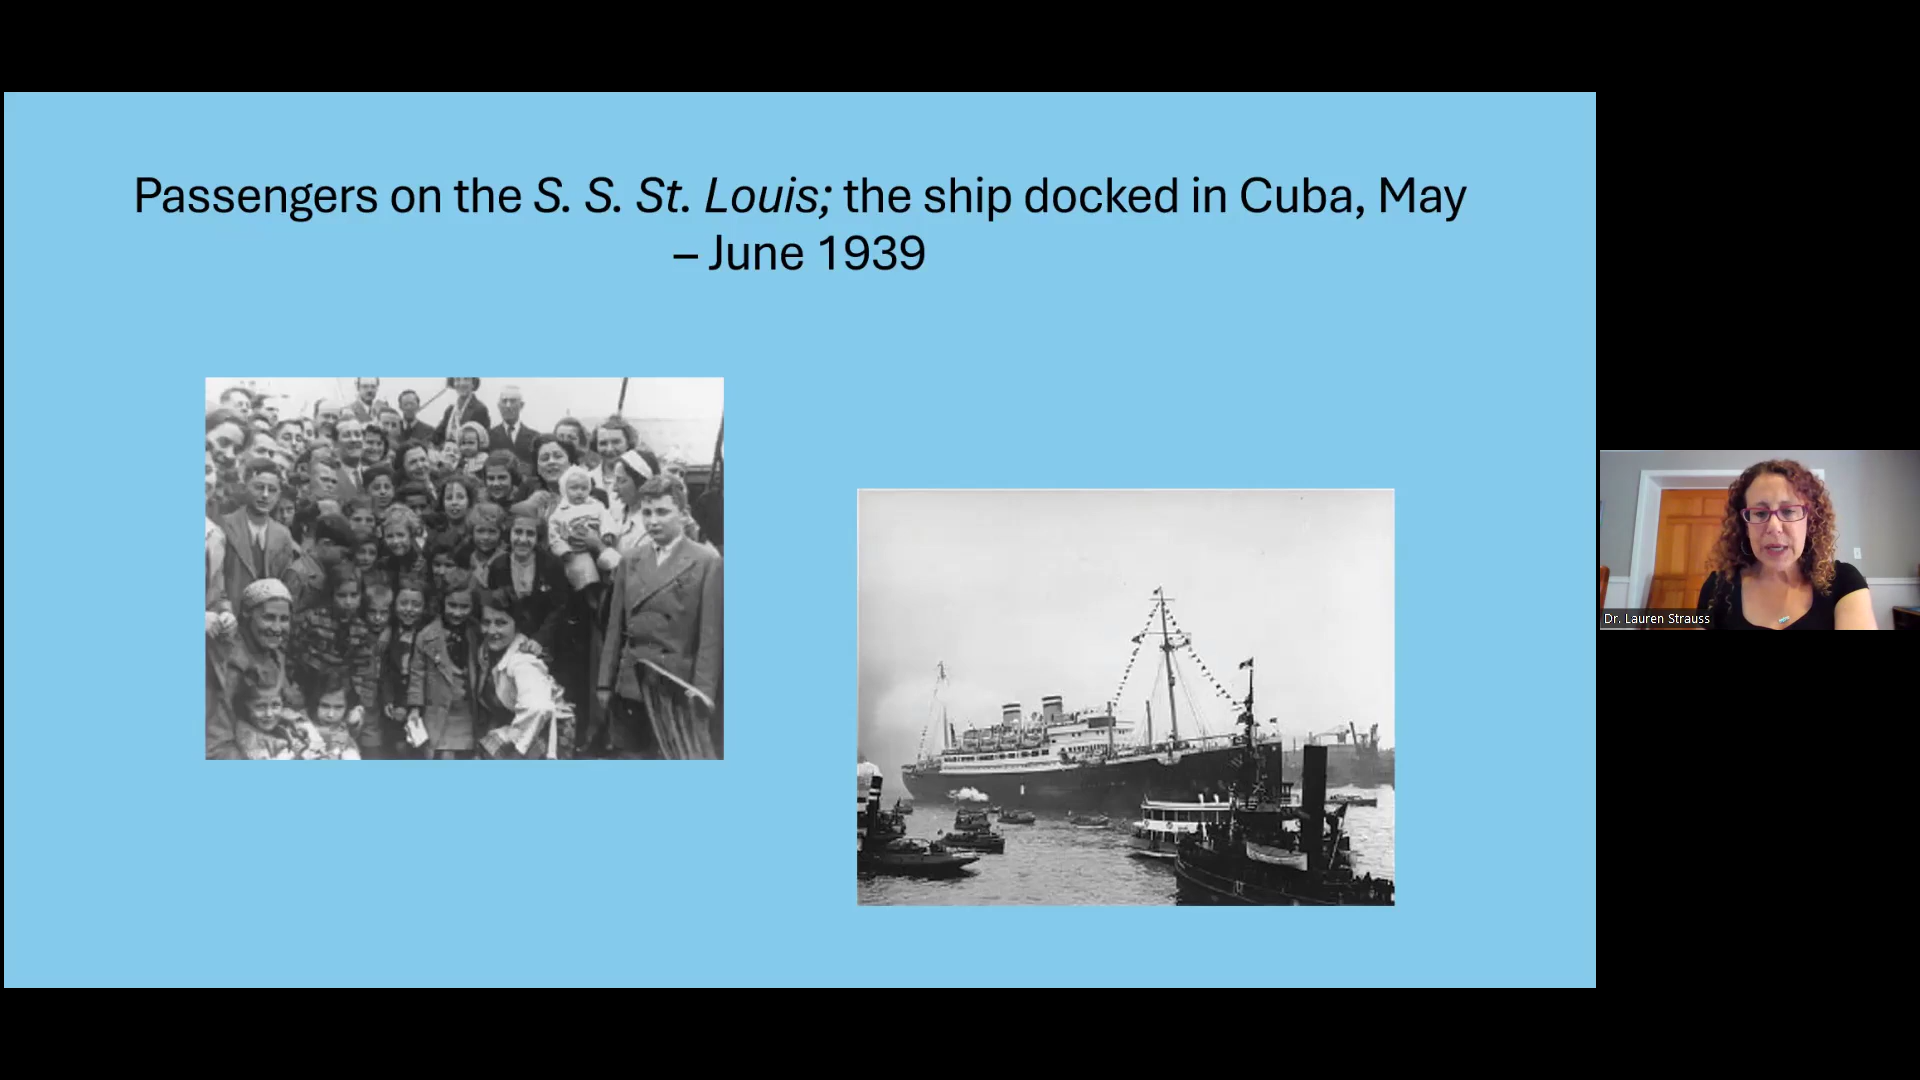 Passengers on the S. S. St. Louis; the ship docked in Cuba, May
– June 1939
Dr. Lauren Strauss